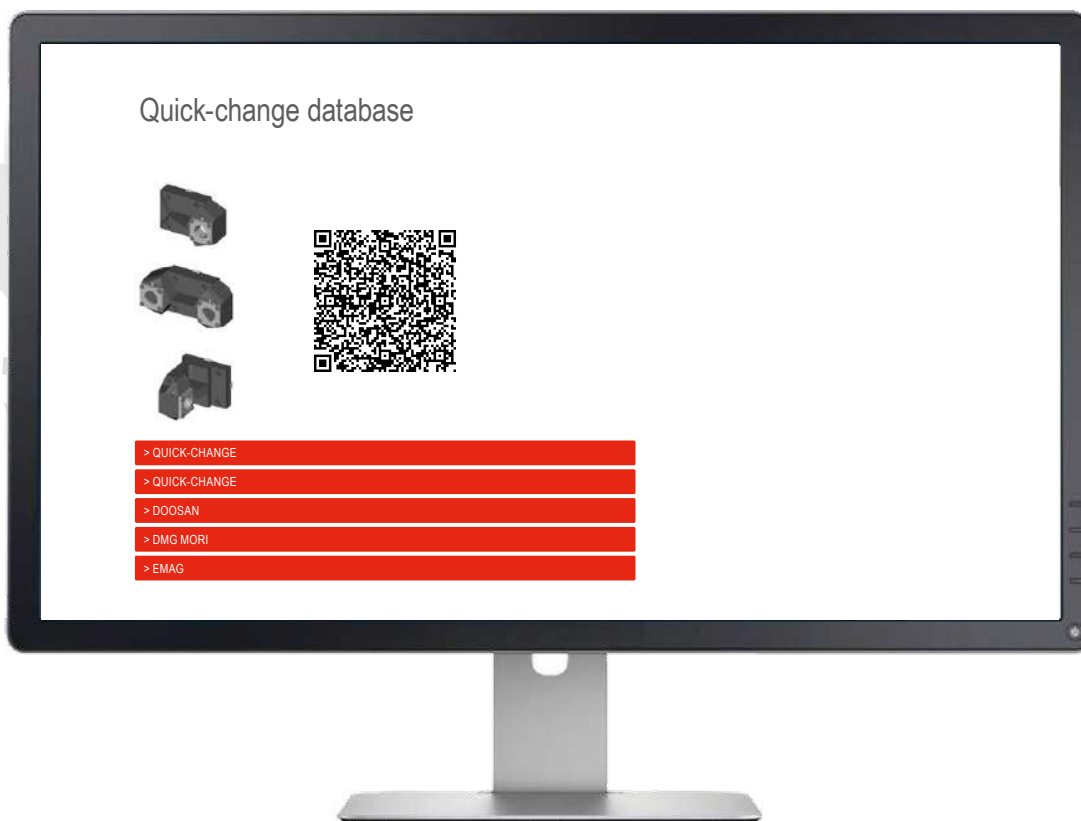 Quick-change database
> QUICK-CHANGE
> QUICK-CHANGE
> DOOSAN
> DMG MORI
> EMAG